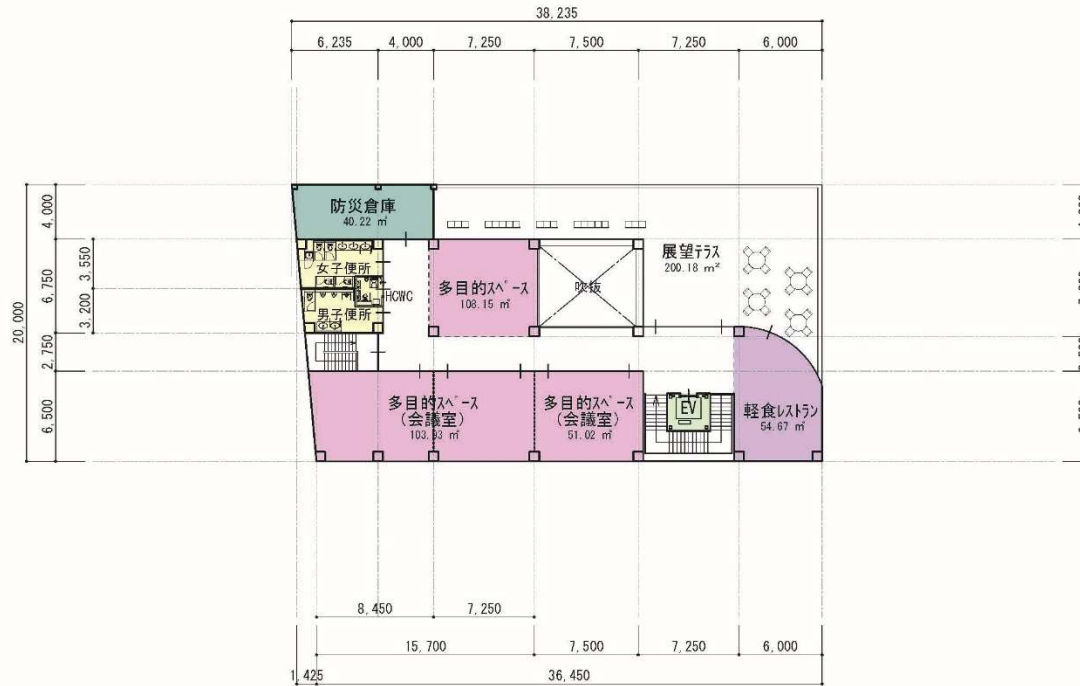 38,235
6,235
4,000
7,250
7,500
7,250
6,000
20,000
4,000
6,750
2,750
6,500
3,550
3,200
防災倉庫
40.22 ㎡
女子便所
HCWC
男子便所
多目的ｽﾍﾟｰｽ
108.15 ㎡
吹抜
展望ﾃﾗｽ
200.18 m²
多目的ｽﾍﾟｰｽ
(会議室)
103.93 ㎡
多目的ｽﾍﾟｰｽ
(会議室)
51.02 ㎡
EV
軽食ﾚｽﾄﾗﾝ
54.67 ㎡
8,450
7,250
15,700
7,500
7,250
6,000
1,425
36,450